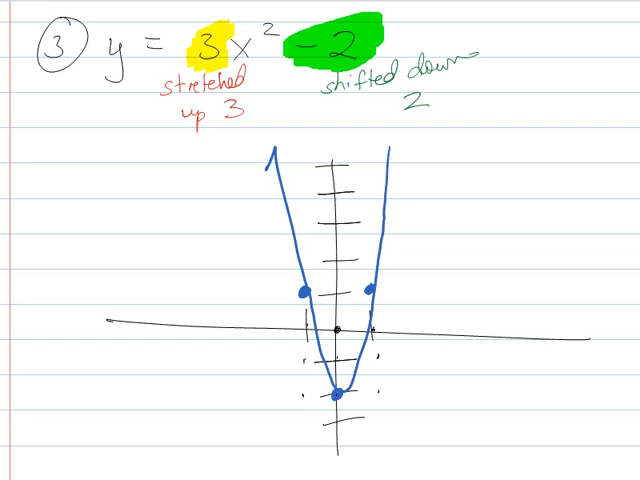 ③ y = 3x² - 2
stretched
up 3
shifted down
2